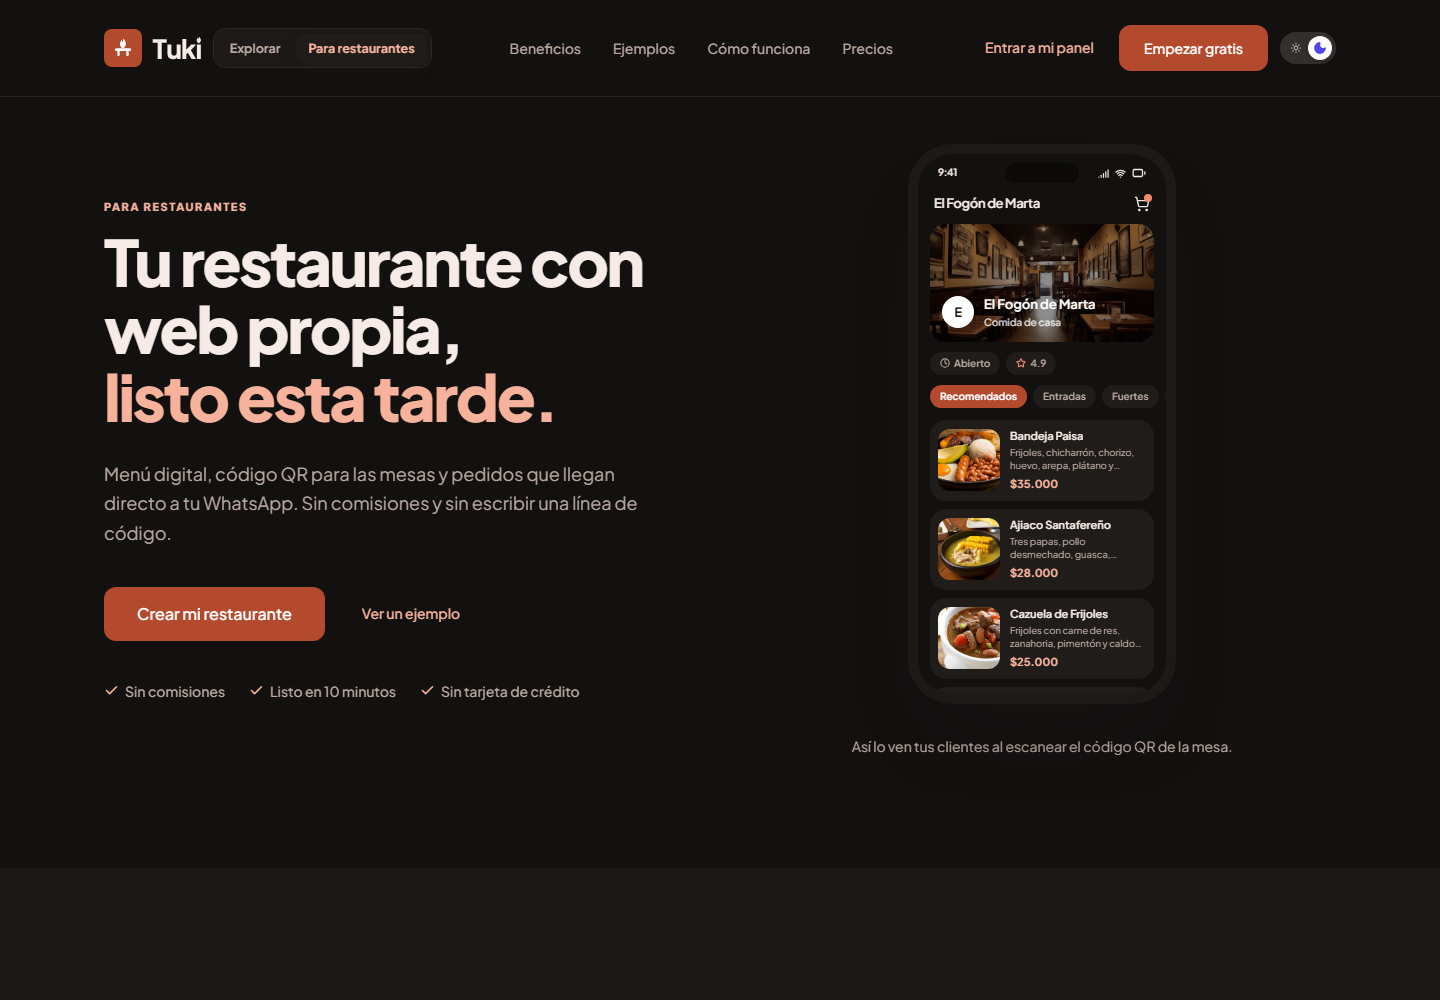 Tuki
Explorar
Para restaurantes
Beneficios
Ejemplos
Cómo funciona
Precios
Entrar a mi panel
Empezar gratis
PARA RESTAURANTES
Tu restaurante con
web propia,
listo esta tarde.
Menú digital, código QR para las mesas y pedidos que llegan
directo a tu WhatsApp. Sin comisiones y sin escribir una línea de
código.
Crear mi restaurante
Ver un ejemplo
Sin comisiones
Listo en 10 minutos
Sin tarjeta de crédito
9:41
El Fogón de Marta
E
El Fogón de Marta
Comida de casa
Abierto
4.9
Recomendados
Entradas
Fuertes
Bandeja Paisa
Frijoles, chicharrón, chorizo,
huevo, arepa, plátano y...
$35.000
Ajiaco Santafereño
Tres papas, pollo
desmechado, guasca,...
$28.000
Cazuela de Frijoles
Frijoles con carne de res,
zanahoria, pimentón y caldo...
$25.000
Así lo ven tus clientes al escanear el código QR de la mesa.